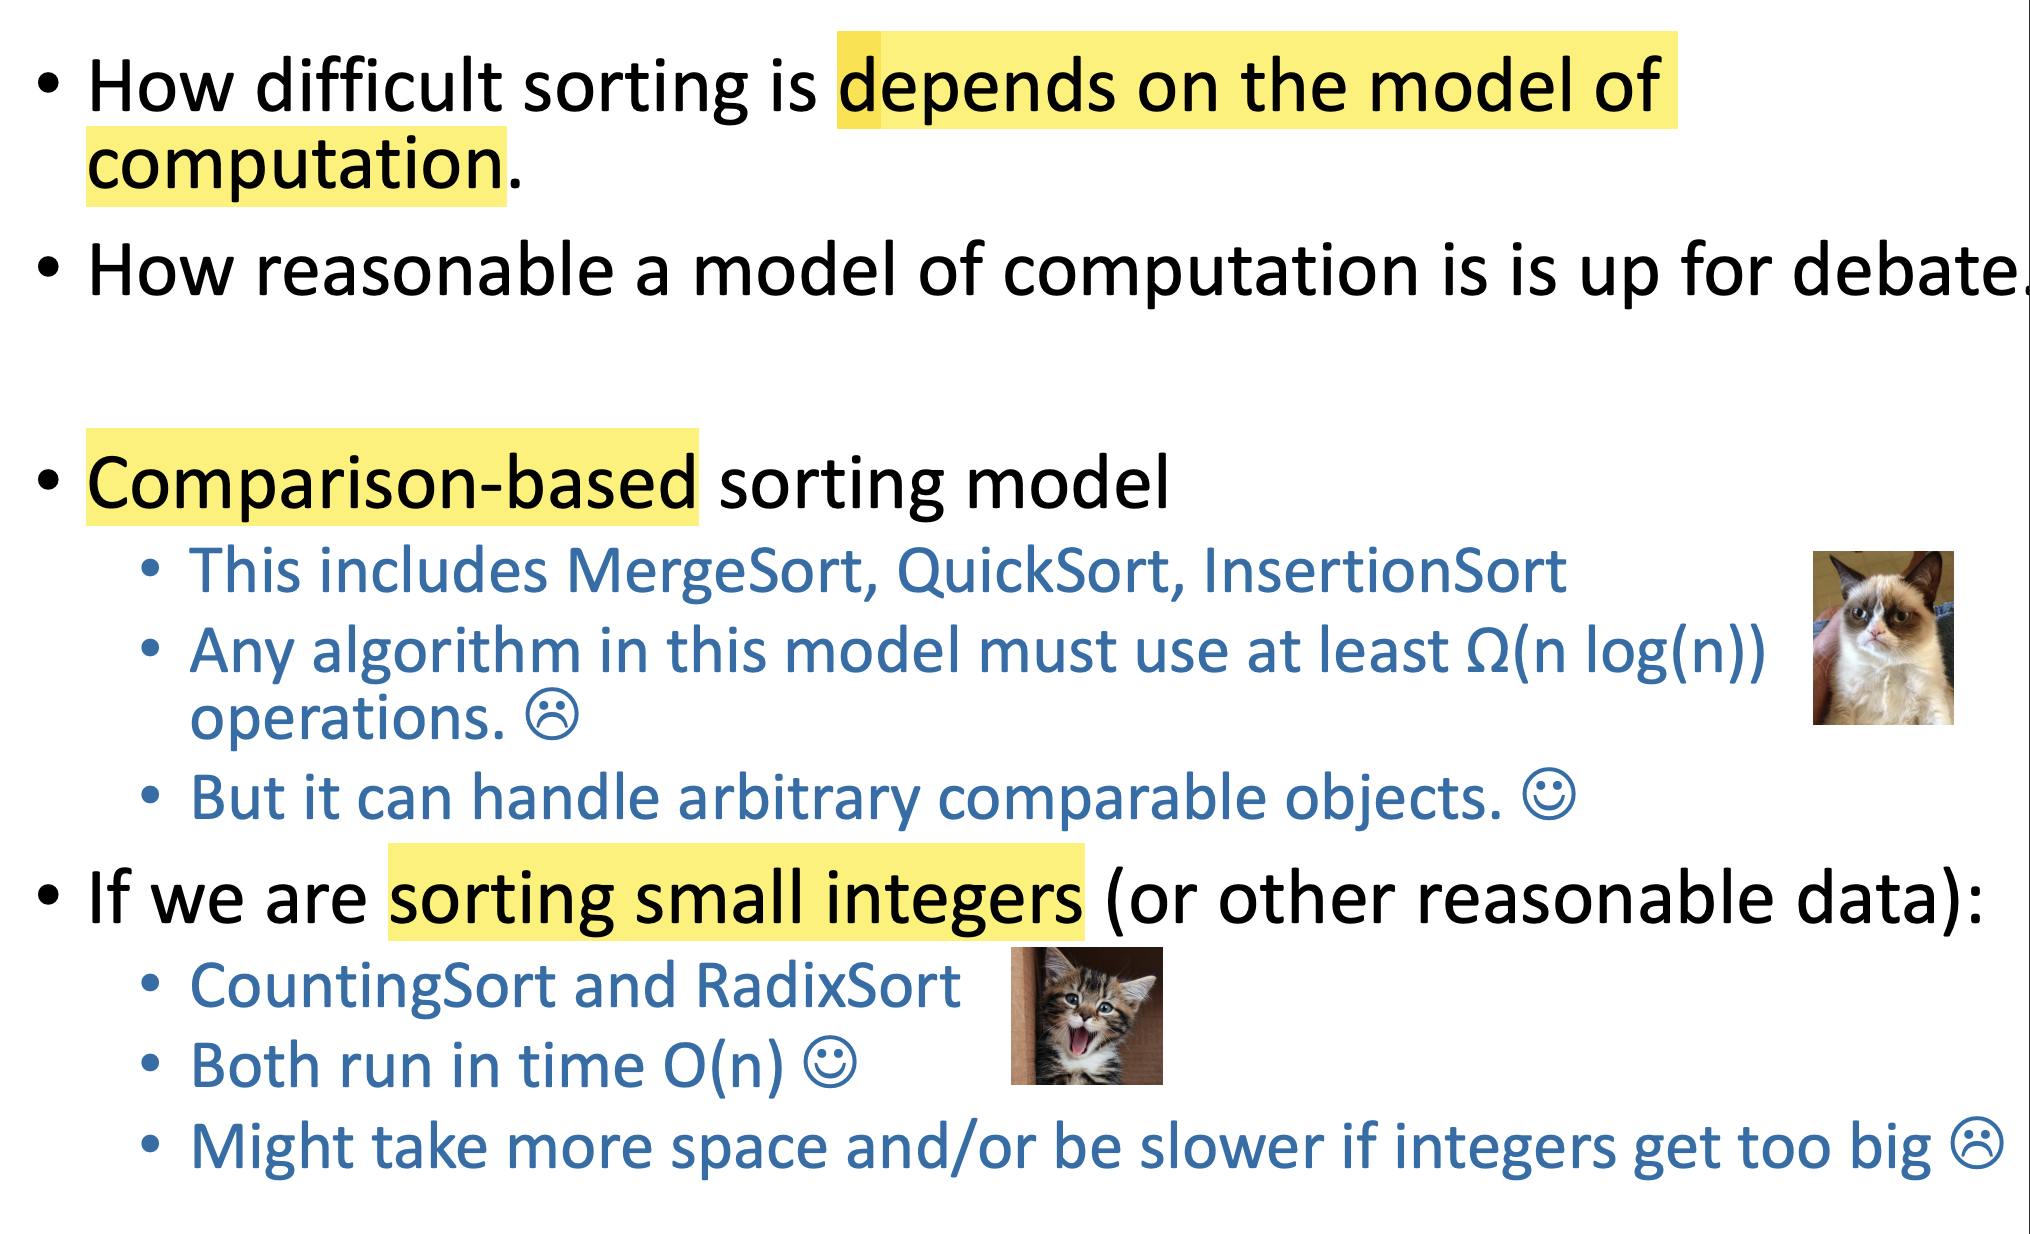 • How difficult sorting is depends on the model of
computation.
• How reasonable a model of computation is is up for debate.
• Comparison-based sorting model
• This includes MergeSort, QuickSort, InsertionSort
• Any algorithm in this model must use at least Ω(n log(n))
operations. ☹
• But it can handle arbitrary comparable objects. ☺
• If we are sorting small integers (or other reasonable data):
• CountingSort and RadixSort
• Both run in time O(n) ☺
• Might take more space and/or be slower if integers get too big ☹